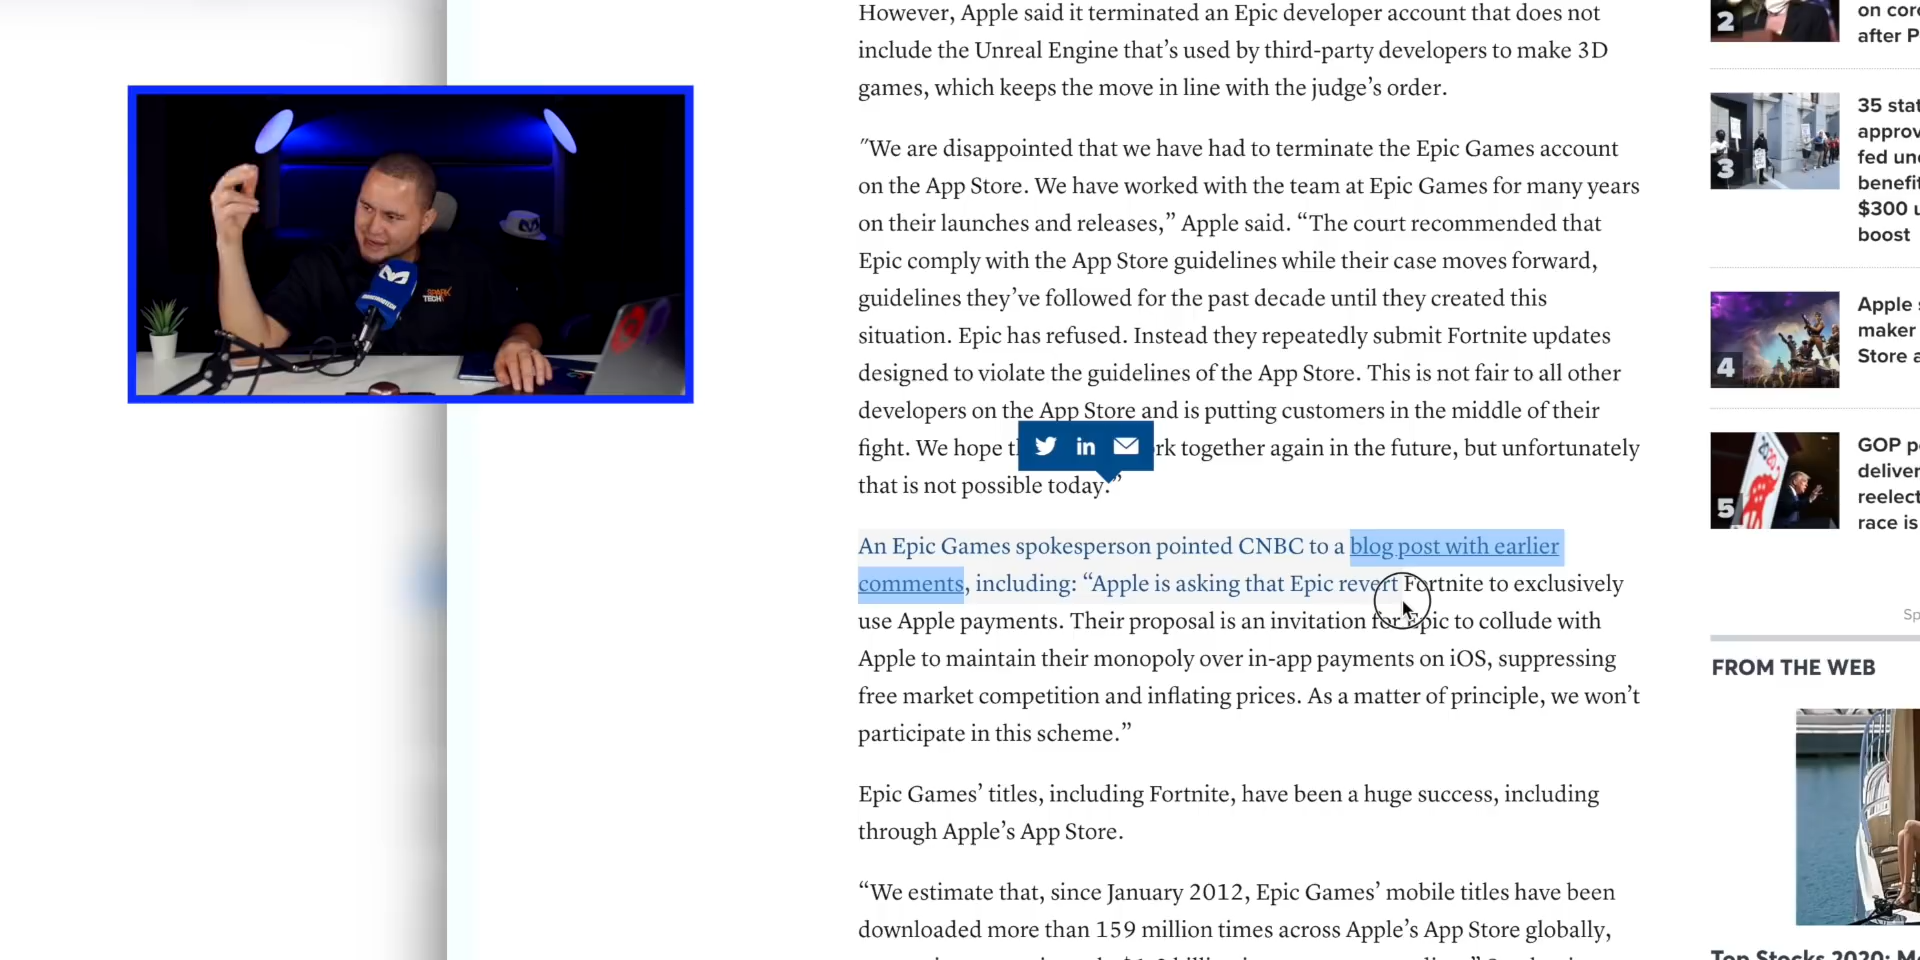 However, Apple said it terminated an Epic developer account that does not
include the Unreal Engine that’s used by third-party developers to make 3D
games, which keeps the move in line with the judge’s order.
"We are disappointed that we have had to terminate the Epic Games account
on the App Store. We have worked with the team at Epic Games for many years
on their launches and releases,” Apple said. “The court recommended that
Epic comply with the App Store guidelines while their case moves forward,
guidelines they’ve followed for the past decade until they created this
situation. Epic has refused. Instead they repeatedly submit Fortnite updates
designed to violate the guidelines of the App Store. This is not fair to all other
developers on the App Store and is putting customers in the middle of their
fight. We hope t rk together again in the future, but unfortunately
that is not possible today.”
An Epic Games spokesperson pointed CNBC to a blog post with earlier
comments, including: “Apple is asking that Epic revert Fortnite to exclusively
use Apple payments. Their proposal is an invitation for Epic to collude with
Apple to maintain their monopoly over in-app payments on iOS, suppressing
free market competition and inflating prices. As a matter of principle, we won’t
participate in this scheme.”
Epic Games’ titles, including Fortnite, have been a huge success, including
through Apple’s App Store.
“We estimate that, since January 2012, Epic Games’ mobile titles have been
downloaded more than 159 million times across Apple’s App Store globally,
SPARK
TECH
in
2
on cor
after P
3
35 stat
approv
fed un
benefit
$300 u
boost
4
Apple s
maker
Store a
5
GOP p
deliver
reelect
race is
Sp
FROM THE WEB
Top Stocks 2020: M